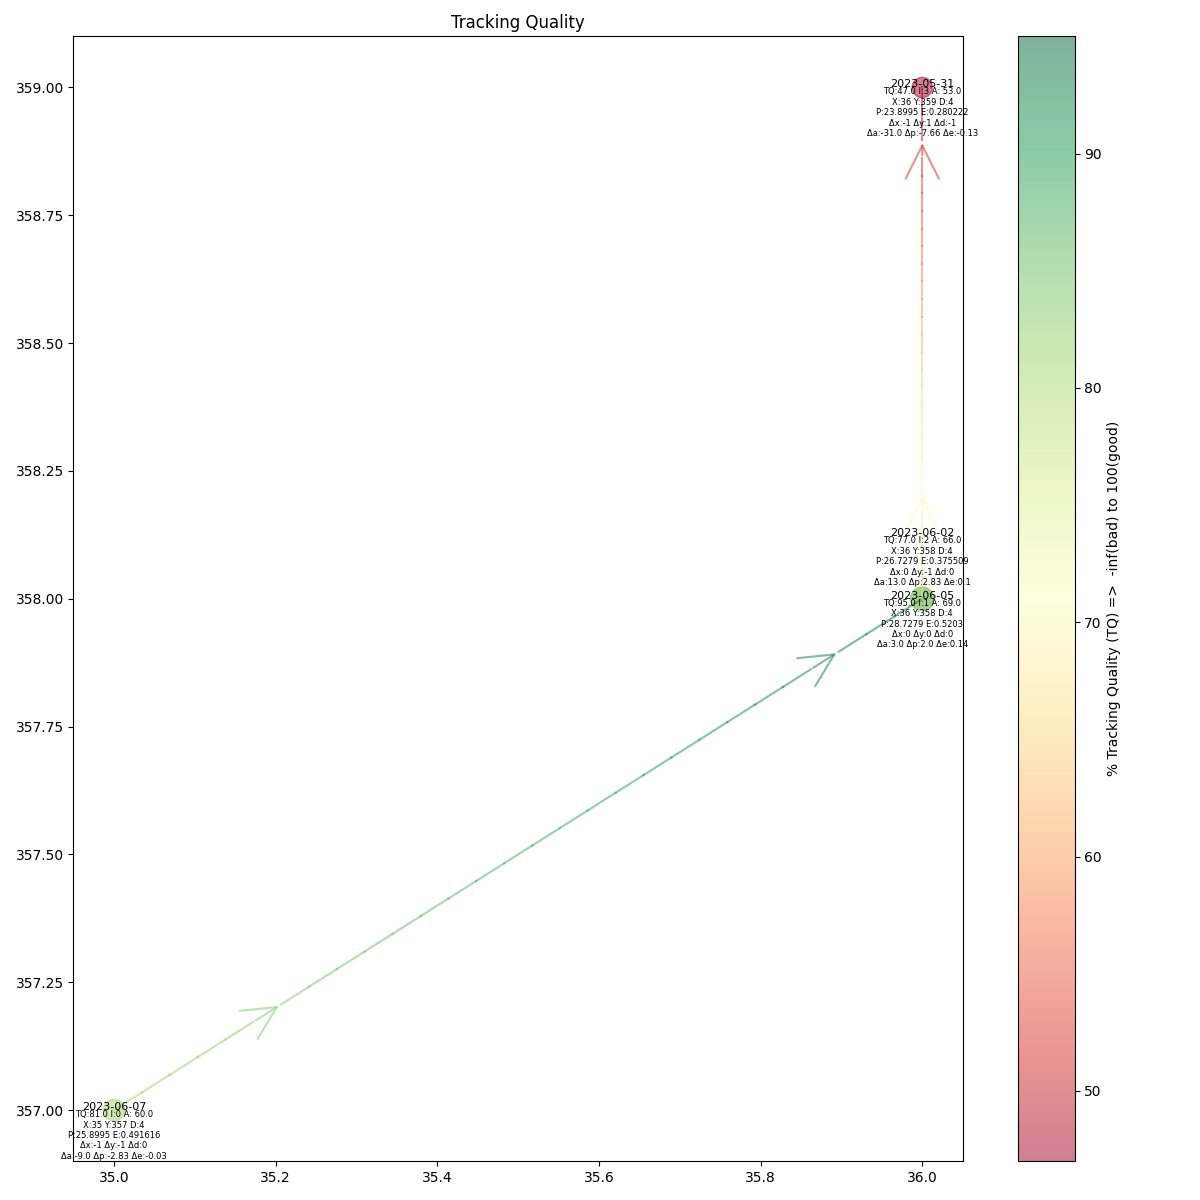 Tracking Quality
359.00
358.75
358.50
358.25
358.00
357.75
357.50
357.25
357.00
2023-05-31
TQ:47.0 I:3 A: 53.0
X:36 Y:359 D:4
P:23.8995 E:0.280222
Δx:-1 Δy:1 Δd:-1
Δa:-31.0 Δp:-7.66 Δe:-0.13
2023-06-02
TQ:77.0 I:2 A: 66.0
X:36 Y:358 D:4
P:26.7279 E:0.375509
Δx:0 Δy:-1 Δd:0
Δa:13.0 Δp:2.83 Δe:0.1
2023-06-05
TQ:95.0 I:1 A: 69.0
X:36 Y:358 D:4
P:28.7279 E:0.5203
Δx:0 Δy:0 Δd:0
Δa:3.0 Δp:2.0 Δe:0.14
2023-06-07
TQ:81.0 I:0 A: 60.0
X:35 Y:357 D:4
P:25.8995 E:0.491616
Δx:-1 Δy:-1 Δd:0
Δa:-9.0 Δp:-2.83 Δe:-0.03
35.0
35.2
35.4
35.6
35.8
36.0
90
80
70
60
50
% Tracking Quality (TQ) => -inf(bad) to 100(good)